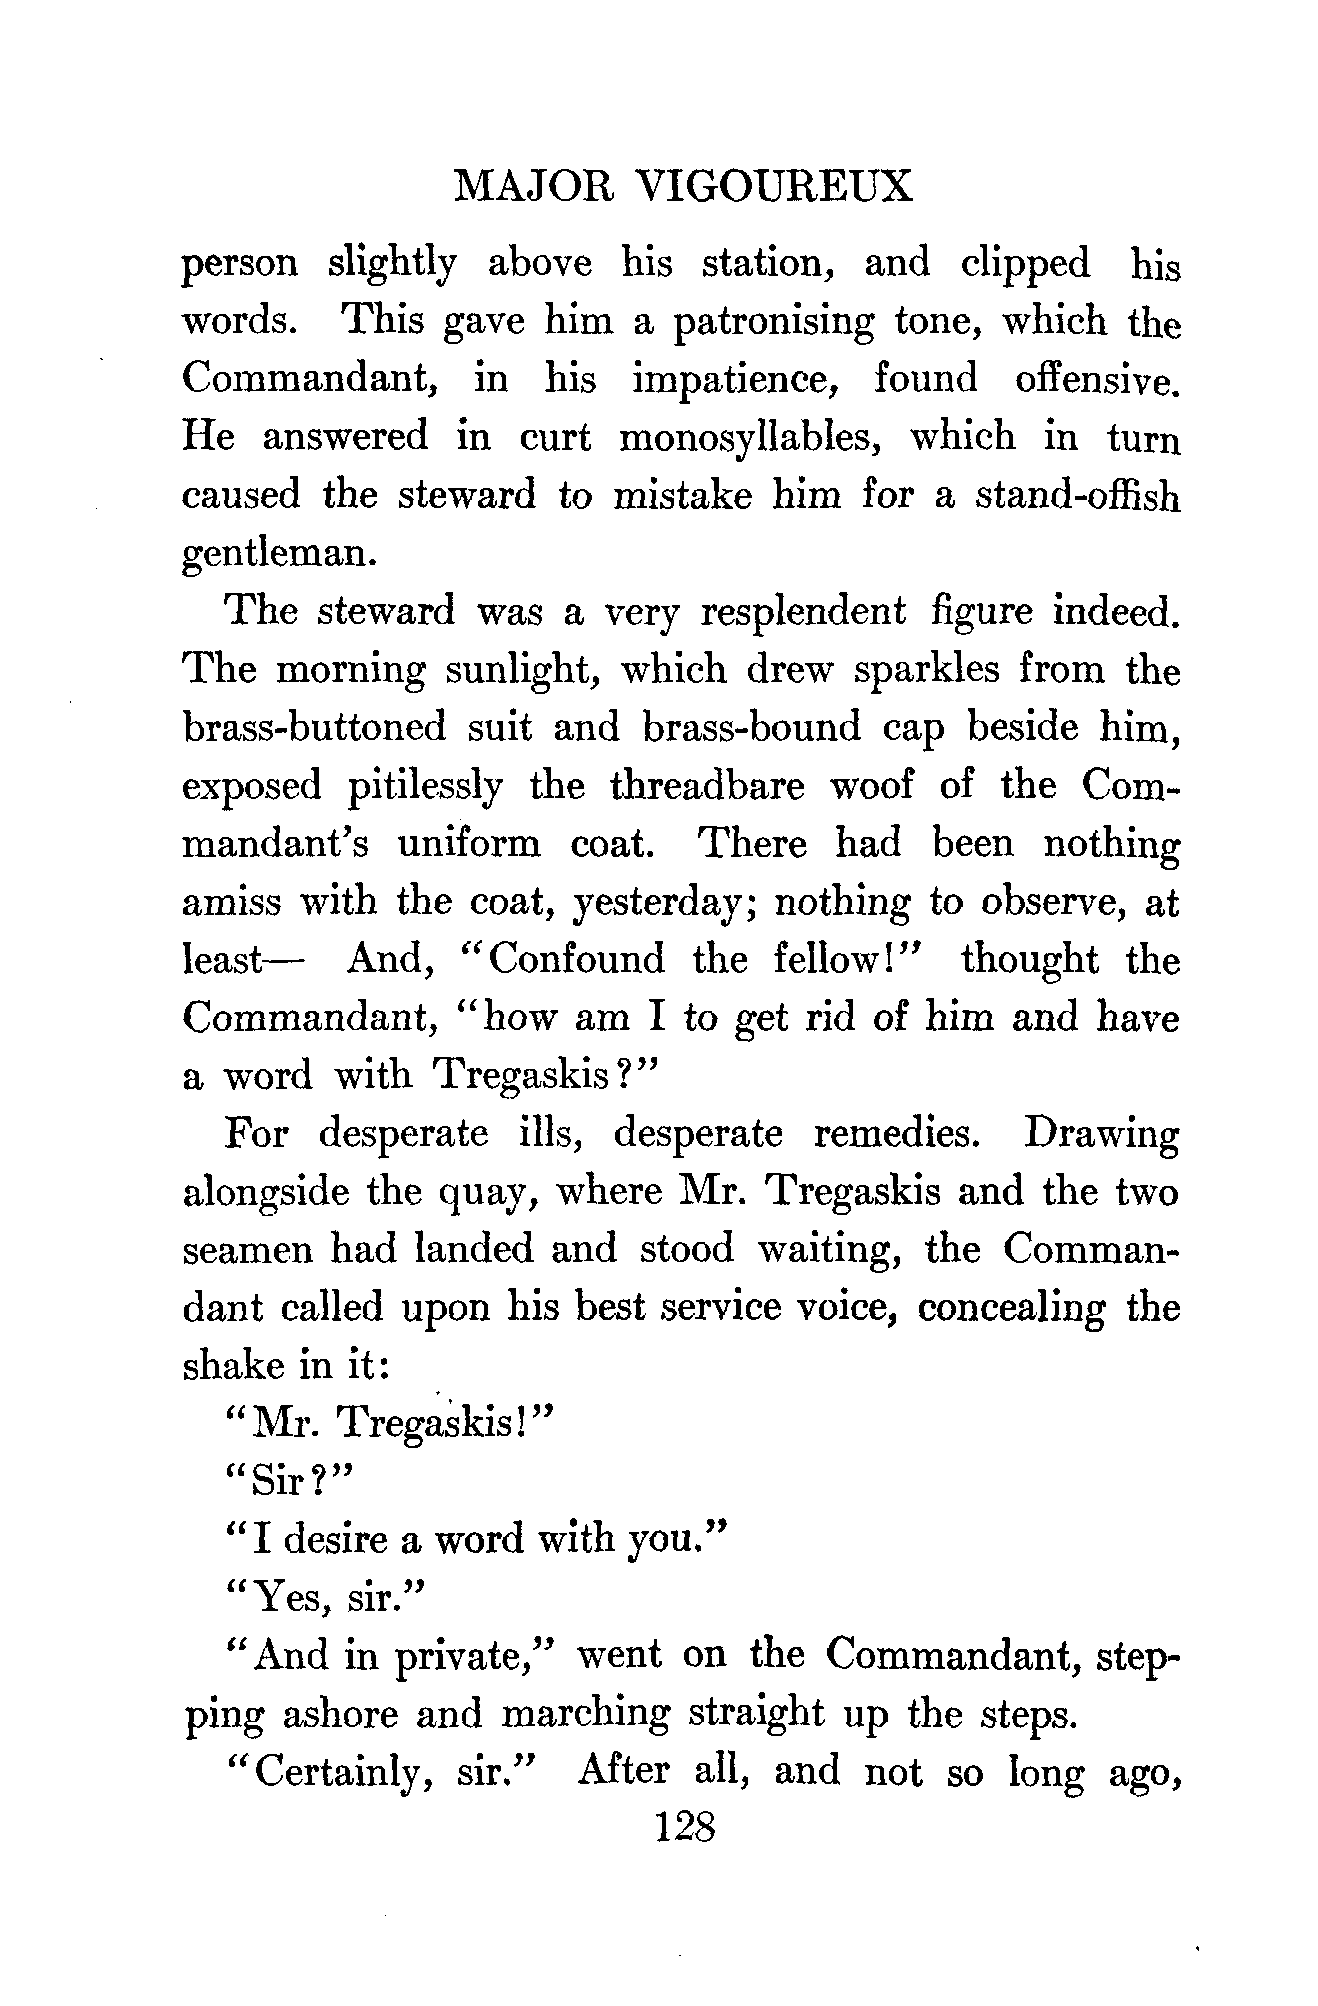 MAJOR VIGOUREUX
person slightly above his station, and clipped his
words. This gave him a patronising tone, which the
Commandant, in his impatience, found offensive.
He answered in curt monosyllables, which in turn
caused the steward to mistake him for a stand-offish
gentleman.
The steward was a very resplendent figure indeed.
The morning sunlight, which drew sparkles from the
brass-buttoned suit and brass-bound cap beside him,
exposed pitilessly the threadbare woof of the Com-
mandant's uniform coat. There had been nothing
amiss with the coat, yesterday; nothing to observe, at
least— And, "Confound the fellow!" thought the
Commandant, "how am I to get rid of him and have
a word with Tregaskis?"
For desperate ills, desperate remedies. Drawing
alongside the quay, where Mr. Tregaskis and the two
seamen had landed and stood waiting, the Comman-
dant called upon his best service voice, concealing the
shake in it:
"Mr. Tregaskis!"
"Sir?"
"I desire a word with you."
"Yes, sir."
"And in private," went on the Commandant, step-
ping ashore and marching straight up the steps.
"Certainly, sir." After all, and not so long ago,
128